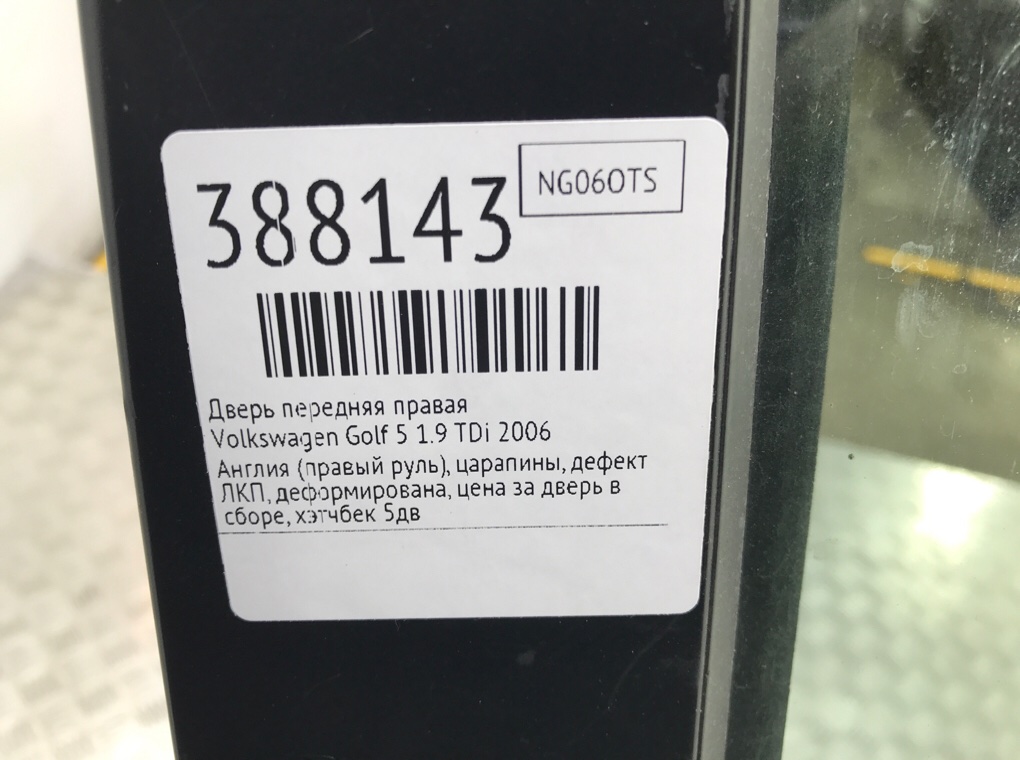 388143
NG06OTS
Дверь передняя правая
Volkswagen Golf 5 1.9 TDi 2006
Англия (правый руль), царапины, дефект
ЛКП, деформирована, цена за дверь в
сборе, хэтчбек 5дв